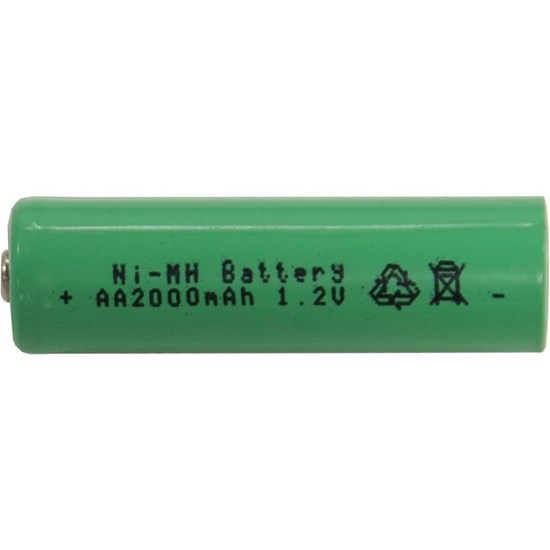 Ni-MH Battery
+ AA2000mAh 1.2V -